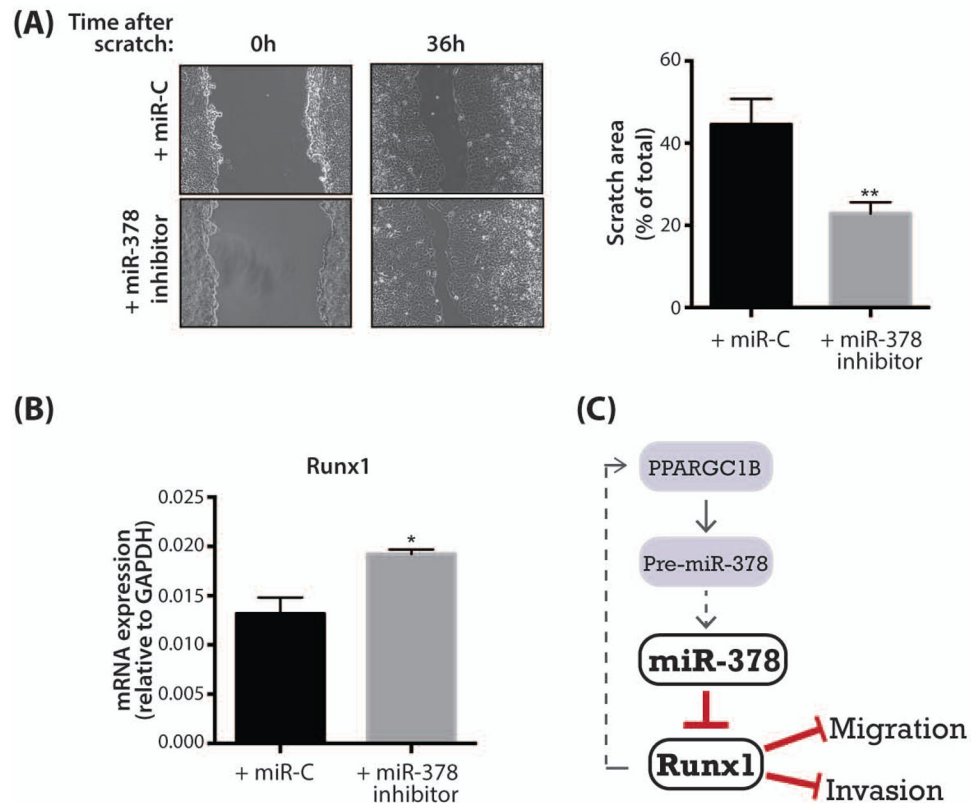 (A)
Time after
scratch:
0h
36h
+ miR-C
+ miR-378
inhibitor
Scratch area
(% of total)
60
40
20
0
**
+ miR-C
+ miR-378
inhibitor
(B)
Runx1
mRNA expression
(relative to GAPDH)
0.025
0.020
0.015
0.010
0.005
0.000
*
+ miR-C
+ miR-378
inhibitor
(C)
PPARGC1B
Pre-miR-378
miR-378
Runx1
Migration
Invasion